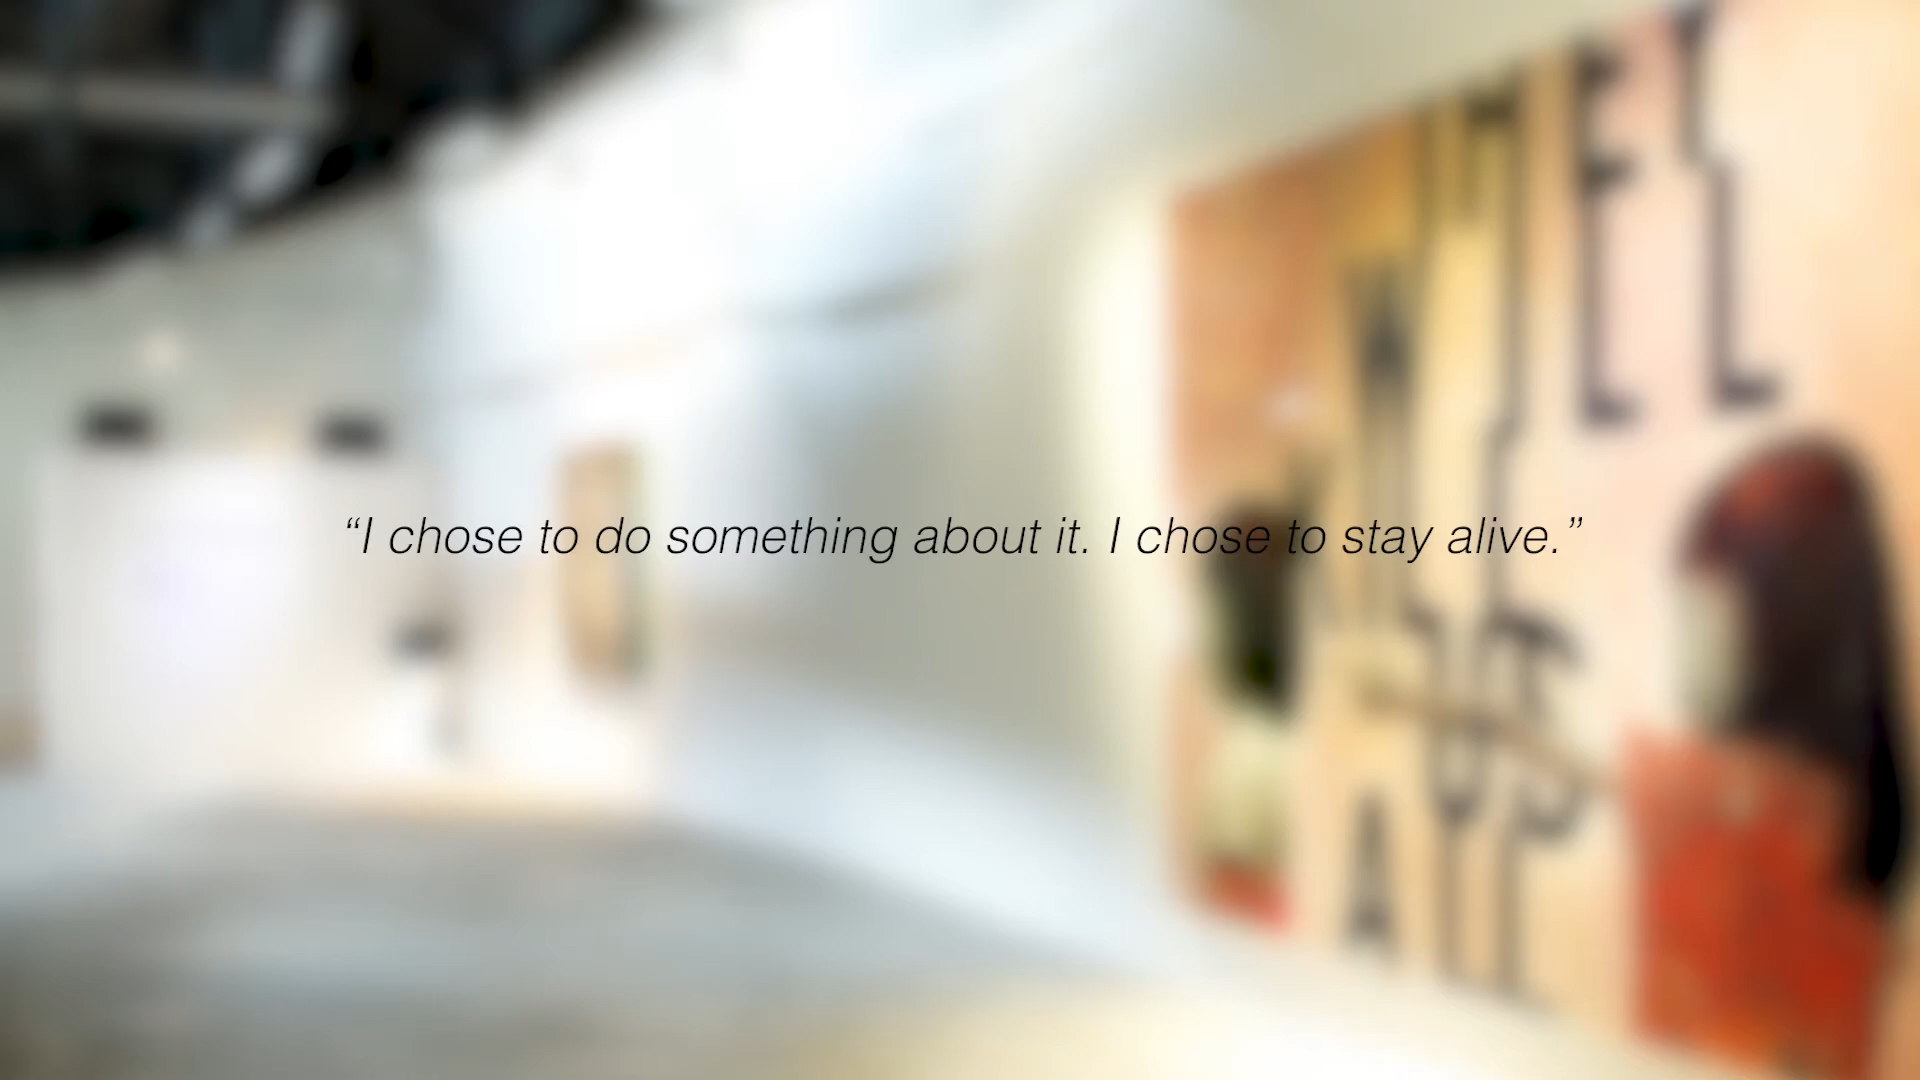 “I chose to do something about it. I chose to stay alive.”